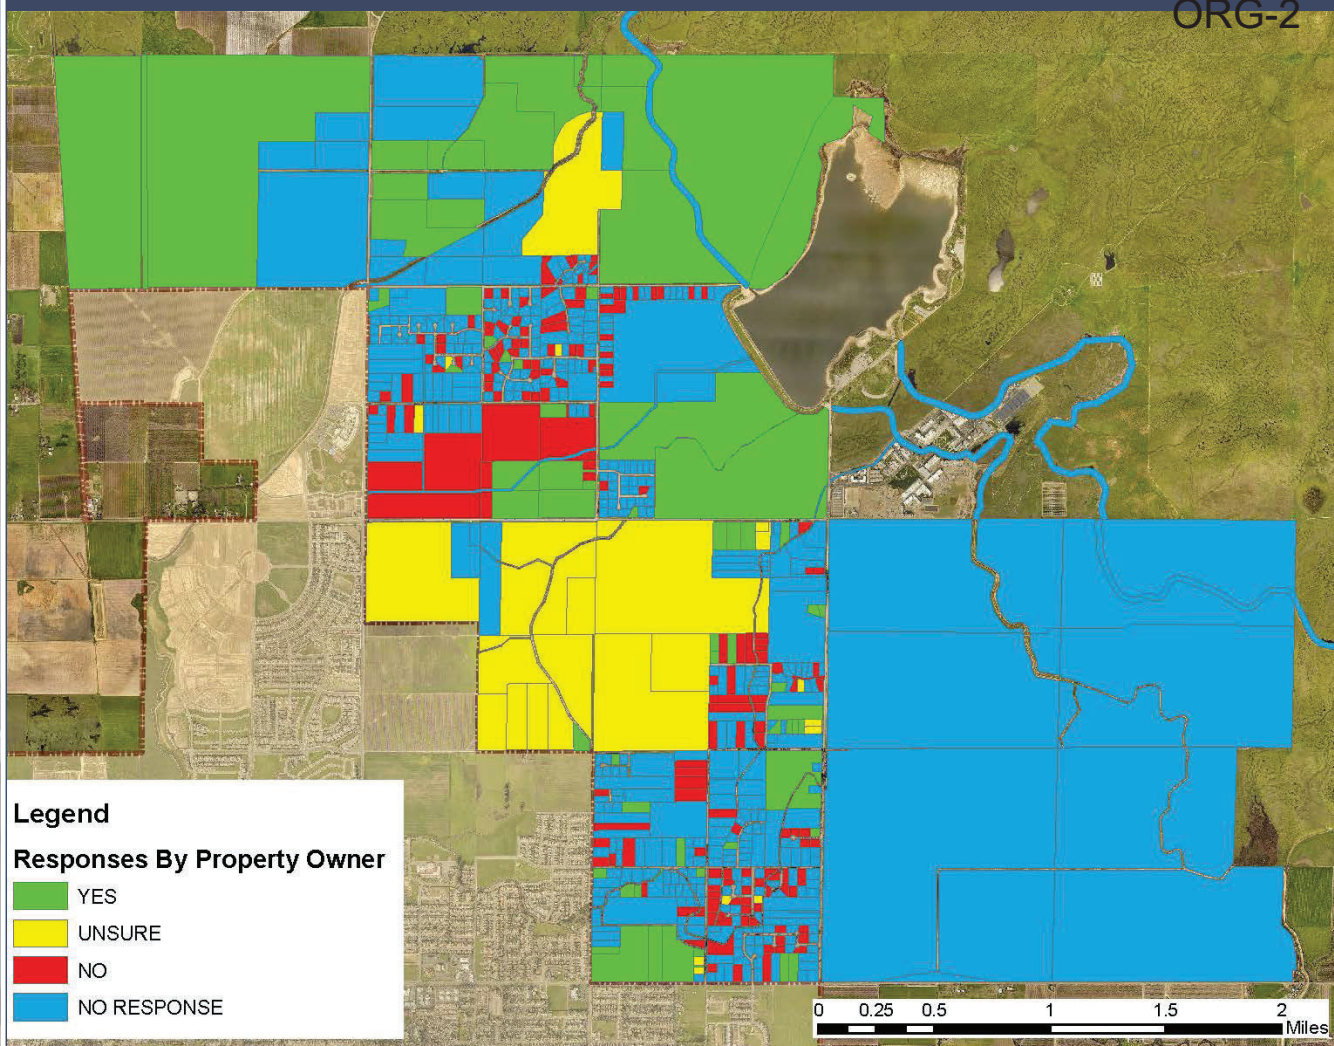 ORG-2
Legend
Responses By Property Owner
YES
UNSURE
NO
NO RESPONSE
0 0.25 0.5 1 1.5 2
Miles